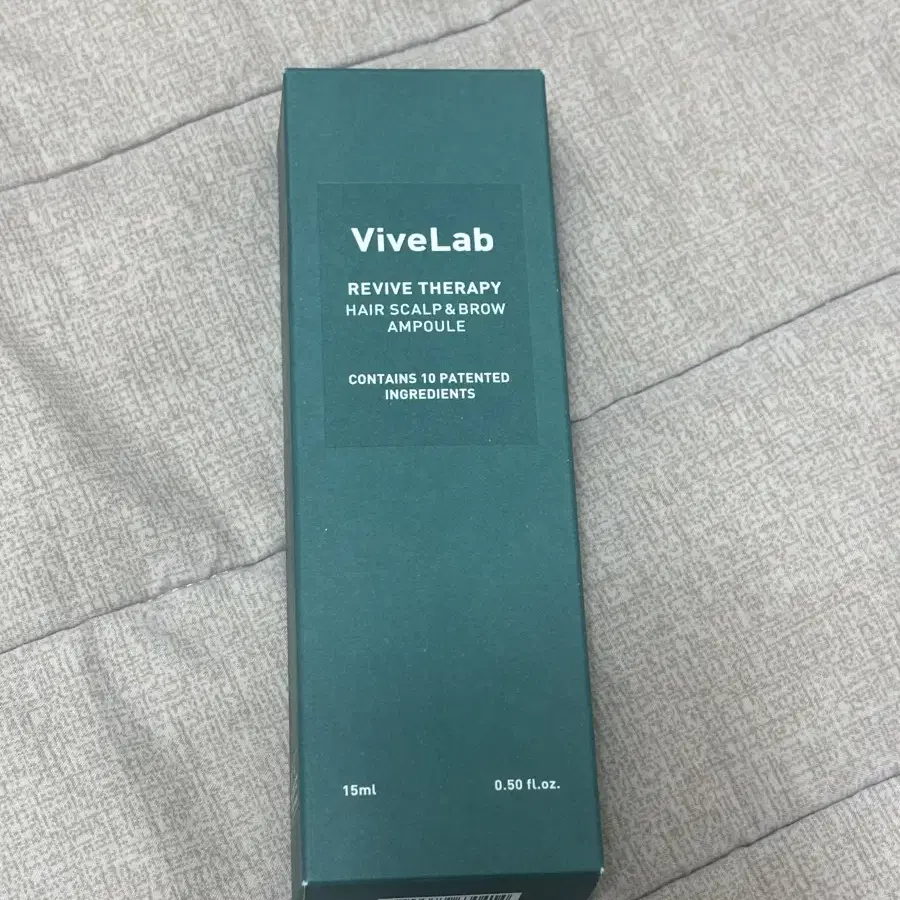 ViveLab
REVIVE THERAPY
HAIR SCALP & BROW
AMPOULE
CONTAINS 10 PATENTED
INGREDIENTS
15ml
0.50 fl.oz.